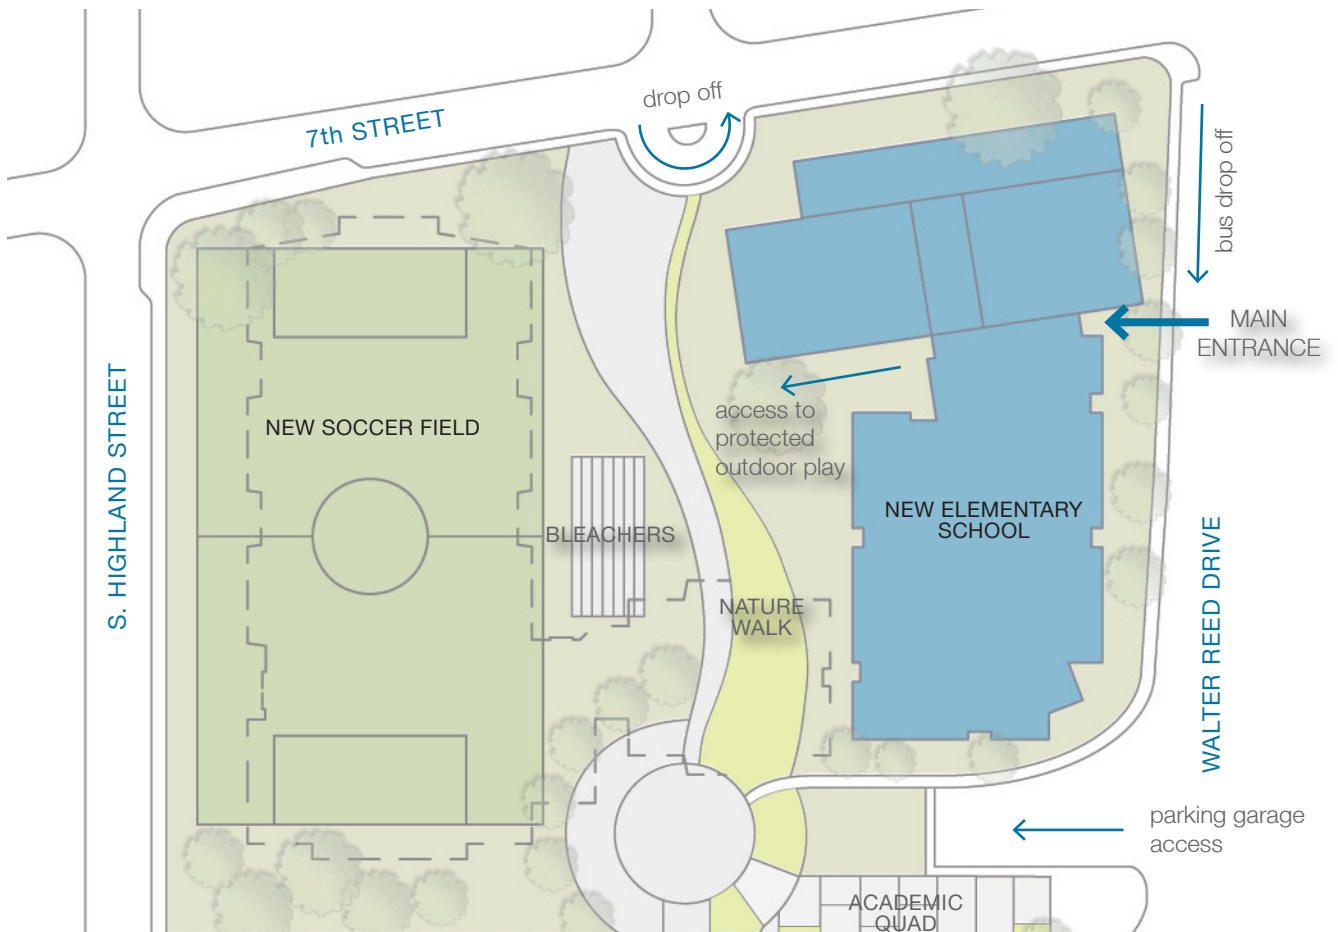 drop off
7th STREET
bus drop off
MAIN
ENTRANCE
access to
protected
outdoor play
S. HIGHLAND STREET
NEW SOCCER FIELD
BLEACHERS
NEW ELEMENTARY
SCHOOL
NATURE
WALK
WALTER REED DRIVE
parking garage
access
ACADEMIC
QUAD